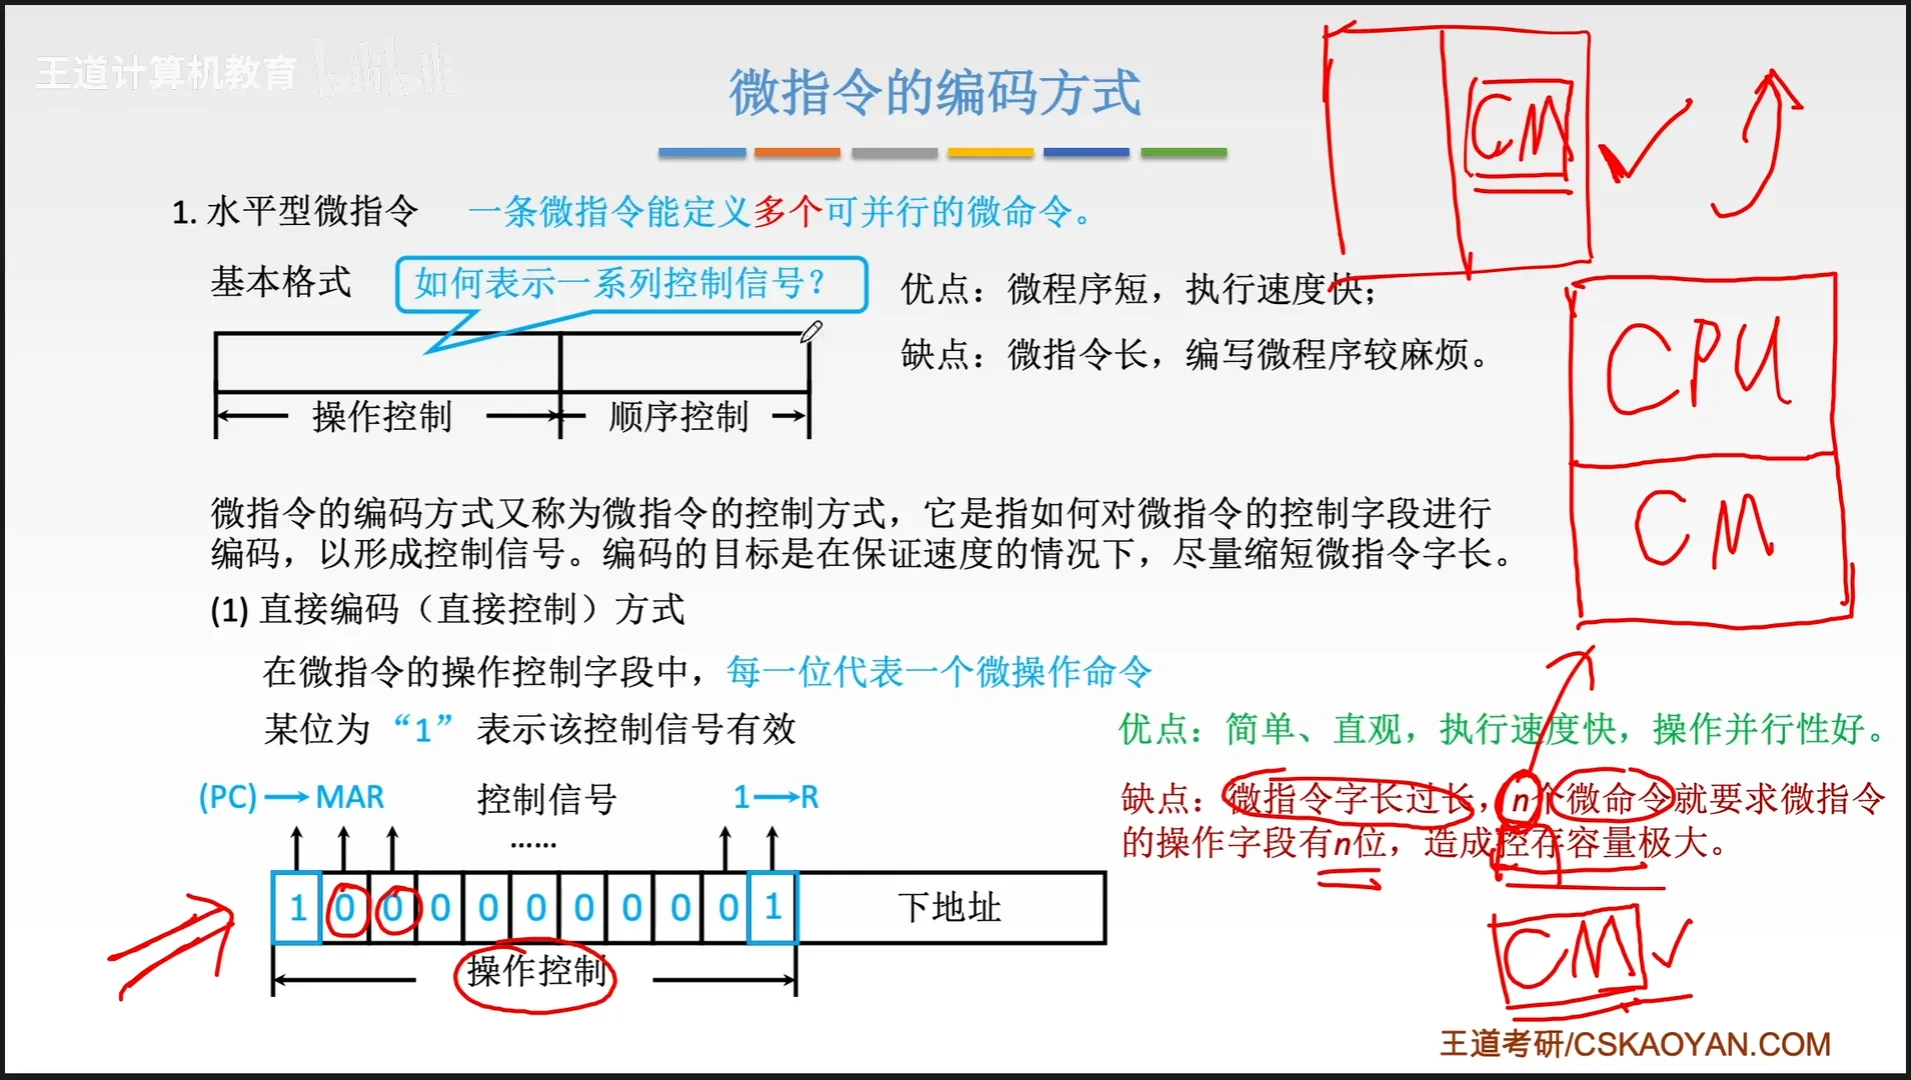 王道计算机教育 bilibili
微指令的编码方式
1. 水平型微指令 一条微指令能定义多个可并行的微命令。
基本格式 如何表示一系列控制信号？
优点：微程序短，执行速度快；
缺点：微指令长，编写微程序较麻烦。
操作控制 顺序控制
微指令的编码方式又称为微指令的控制方式，它是指如何对微指令的控制字段进行
编码，以形成控制信号。编码的目标是在保证速度的情况下，尽量缩短微指令字长。
(1) 直接编码（直接控制）方式
在微指令的操作控制字段中，每一位代表一个微操作命令
某位为“1”表示该控制信号有效
(PC) → MAR 控制信号 1 → R
……
1 0 0 0 0 0 0 0 0 0 1 下地址
操作控制
优点：简单、直观，执行速度快，操作并行性好。
缺点：微指令字长过长，n个微命令就要求微指令
的操作字段有n位，造成控存容量极大。
CM
CPU
CM
CM
王道考研/CSKAOYAN.COM